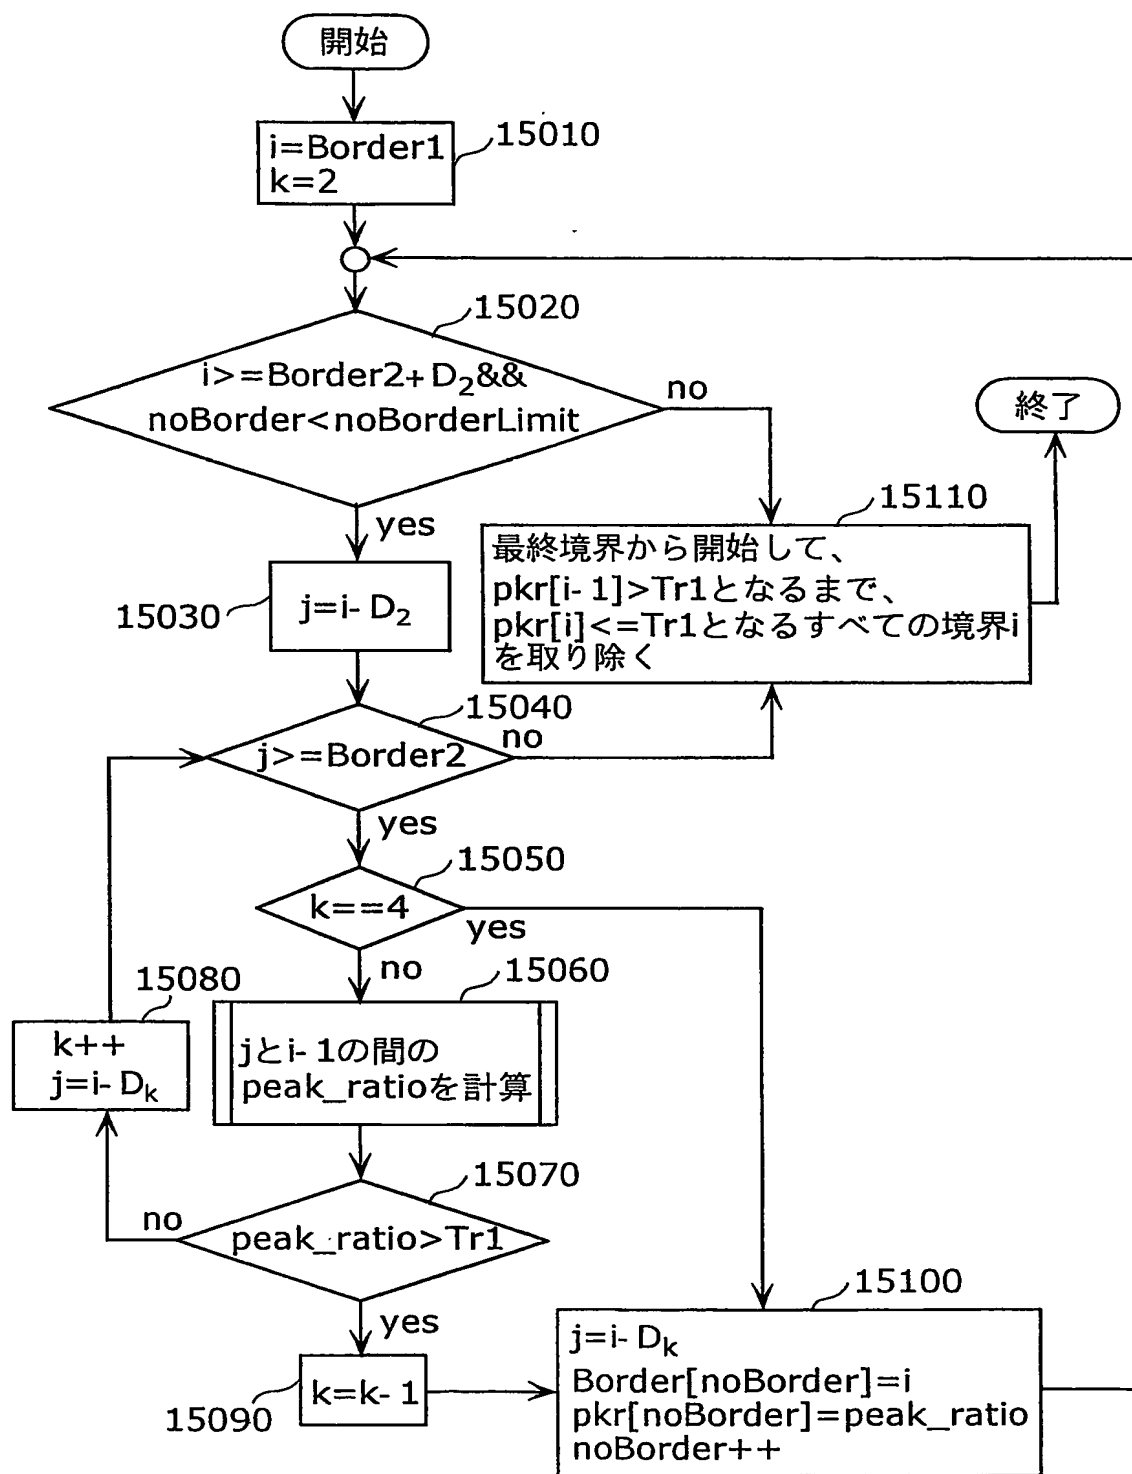 開始
15010
i=Border1
k=2
15020
i>=Border2+D₂&&
noBorder<noBorderLimit
no
yes
終了
15110
最終境界から開始して、
pkr[i-1]>Tr1となるまで、
pkr[i]<=Tr1となるすべての境界i
を取り除く
15030
j=i-D₂
15040
j>=Border2
no
yes
15050
k==4
yes
no
15060
jとi-1の間の
peak_ratioを計算
15080
k++
j=i-Dₖ
15070
peak_ratio>Tr1
no
yes
15090
k=k-1
15100
j=i-Dₖ
Border[noBorder]=i
pkr[noBorder]=peak_ratio
noBorder++